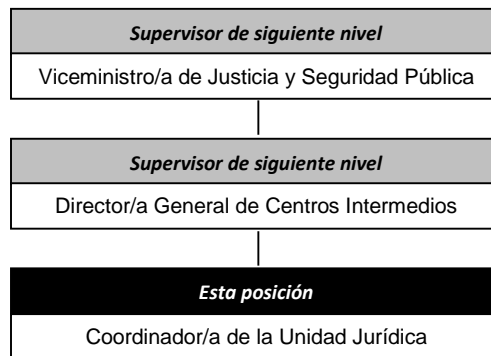 Supervisor de siguiente nivel
Viceministro/a de Justicia y Seguridad Pública
Supervisor de siguiente nivel
Director/a General de Centros Intermedios
Esta posición
Coordinador/a de la Unidad Jurídica